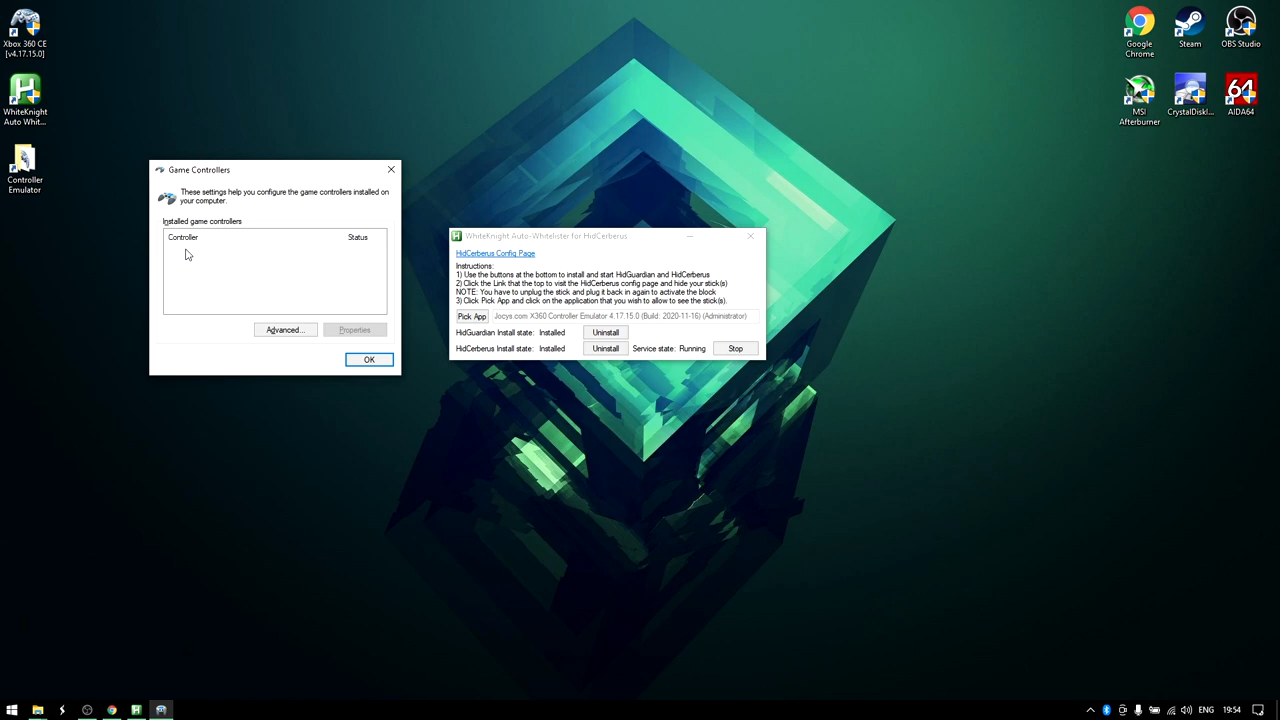 Xbox 360 CE
[v4.17.15.0]
WhiteKnight
Auto Whit...
Controller
Emulator
Google
Chrome
Steam
OBS Studio
MSI
Afterburner
CrystalDiskI...
64
AIDA64
Game Controllers
These settings help you configure the game controllers installed on
your computer.
Installed game controllers
Controller Status
Advanced... Properties
OK
H WhiteKnight Auto-Whitelister for HidCerberus
HidCerberus Config Page
Instructions:
1) Use the buttons at the bottom to install and start HidGuardian and HidCerberus
2) Click the Link that the top to visit the HidCerberus config page and hide your stick(s)
NOTE: You have to unplug the stick and plug it back in again to activate the block
3) Click Pick App and click on the application that you wish to allow to see the stick(s).
Pick App Jocys.com X360 Controller Emulator 4.17.15.0 (Build: 2020-11-16) (Administrator)
HidGuardian Install state: Installed Uninstall
HidCerberus Install state: Installed Uninstall Service state: Running Stop
ENG 19:54